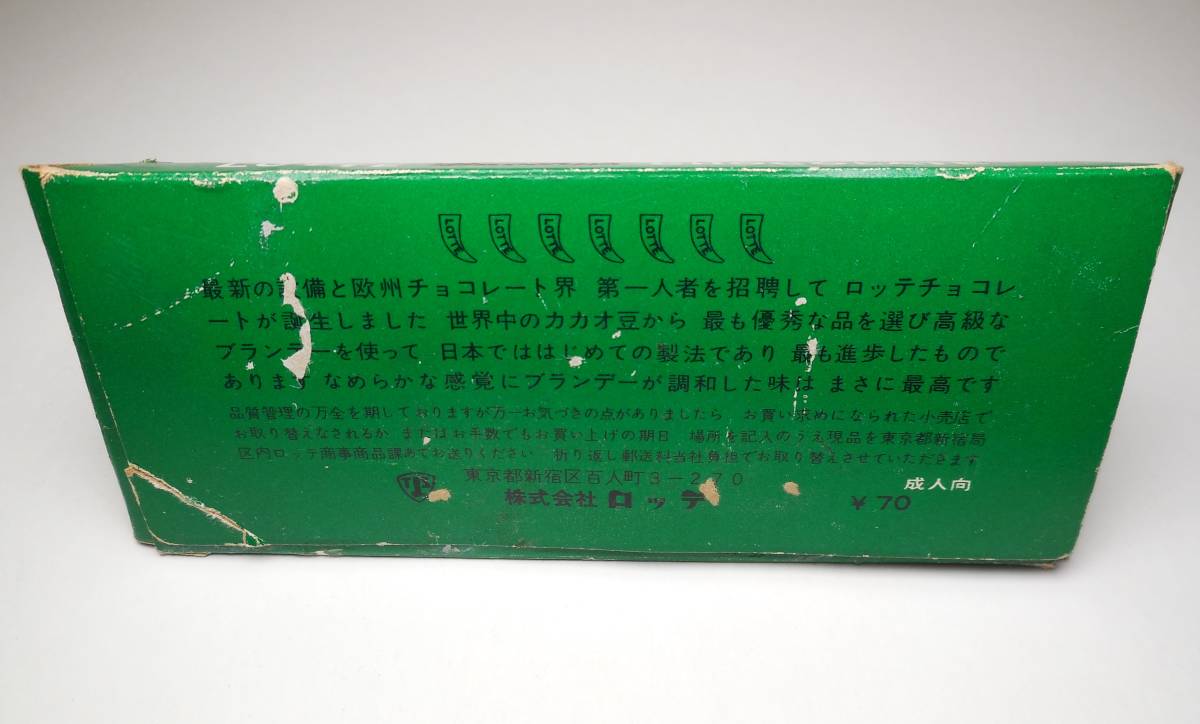 LOTTE LOTTE LOTTE LOTTE LOTTE LOTTE LOTTE
最新の設備と欧州チョコレート界 第一人者を招聘して ロッテチョコレ
ートが誕生しました 世界中のカカオ豆から 最も優秀な品を選び高級な
ブランデーを使って 日本でははじめての製法であり 最も進歩したもので
あります なめらかな感覚にブランデーが調和した味は まさに最高です
品質管理の万全を期しておりますが万一お気づきの点がありましたら お買い求めになられた小売店で
お取り替えなされるか またはお手数でもお買い上げの期日 場所を記入のうえ現品を東京都新宿局
区内ロッテ商事商品課あてお送りください 折り返し郵送料当社負担でお取り替えさせていただきます
東京都新宿区百人町3-270
株式会社 ロッテ
成人向
¥70